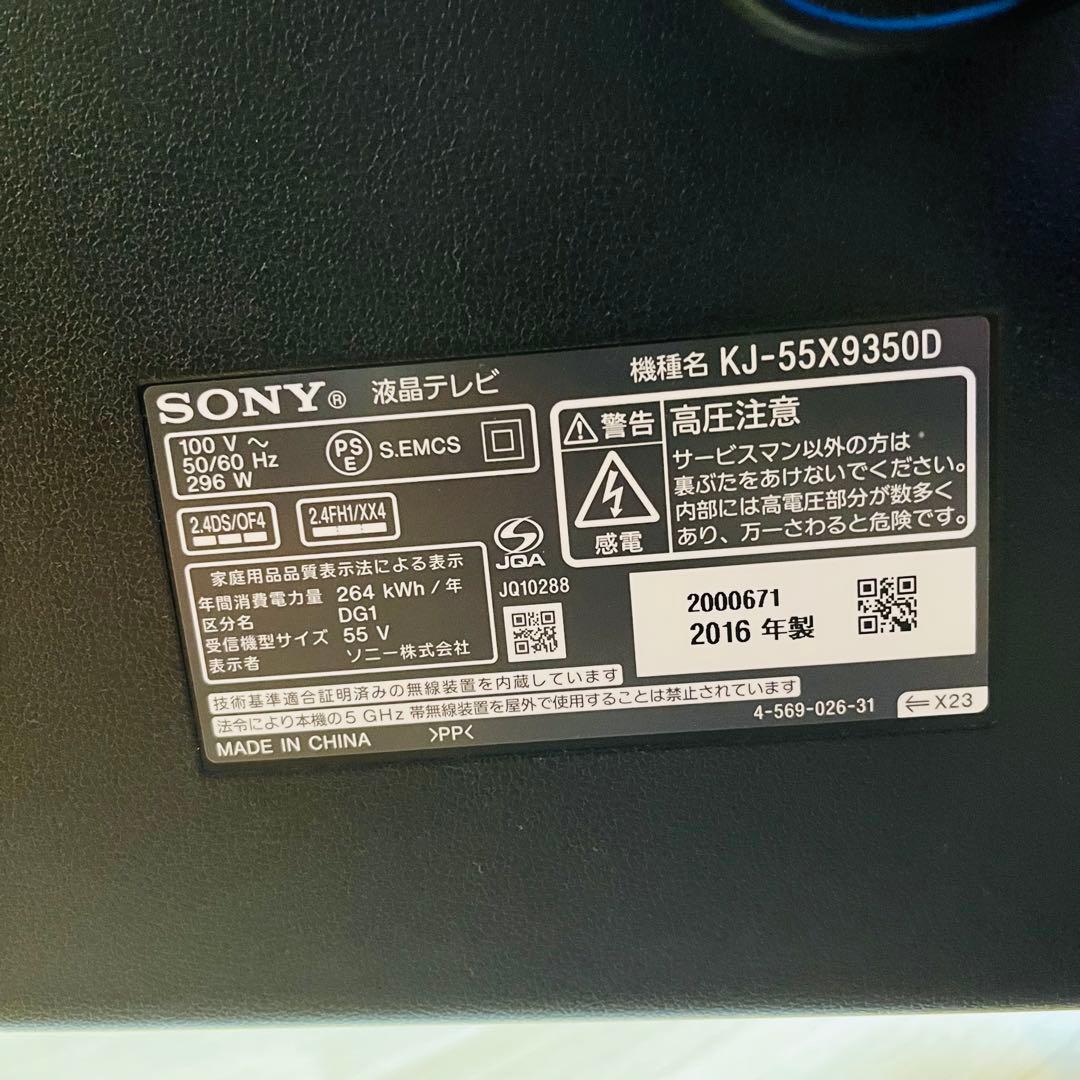 SONY® 液晶テレビ
機種名 KJ-55X9350D
100 V ～
50/60 Hz
296 W
PS
E
S.EMCS
2.4DS/OF4
2.4FH1/XX4
警告
感電
高圧注意
サービスマン以外の方は
裏ぶたをあけないでください。
内部には高電圧部分が数多く
あり、万一さわると危険です。
家庭用品品質表示法による表示
年間消費電力量 264 kWh / 年
区分名 DG1
受信機型サイズ 55 V
表示者 ソニー株式会社
JQA
JQ10288
2000671
2016 年製
技術基準適合証明済みの無線装置を内蔵しています
法令により本機の5 GHz 帯無線装置を屋外で使用することは禁止されています
MADE IN CHINA >PP<
4-569-026-31
⇐ X23